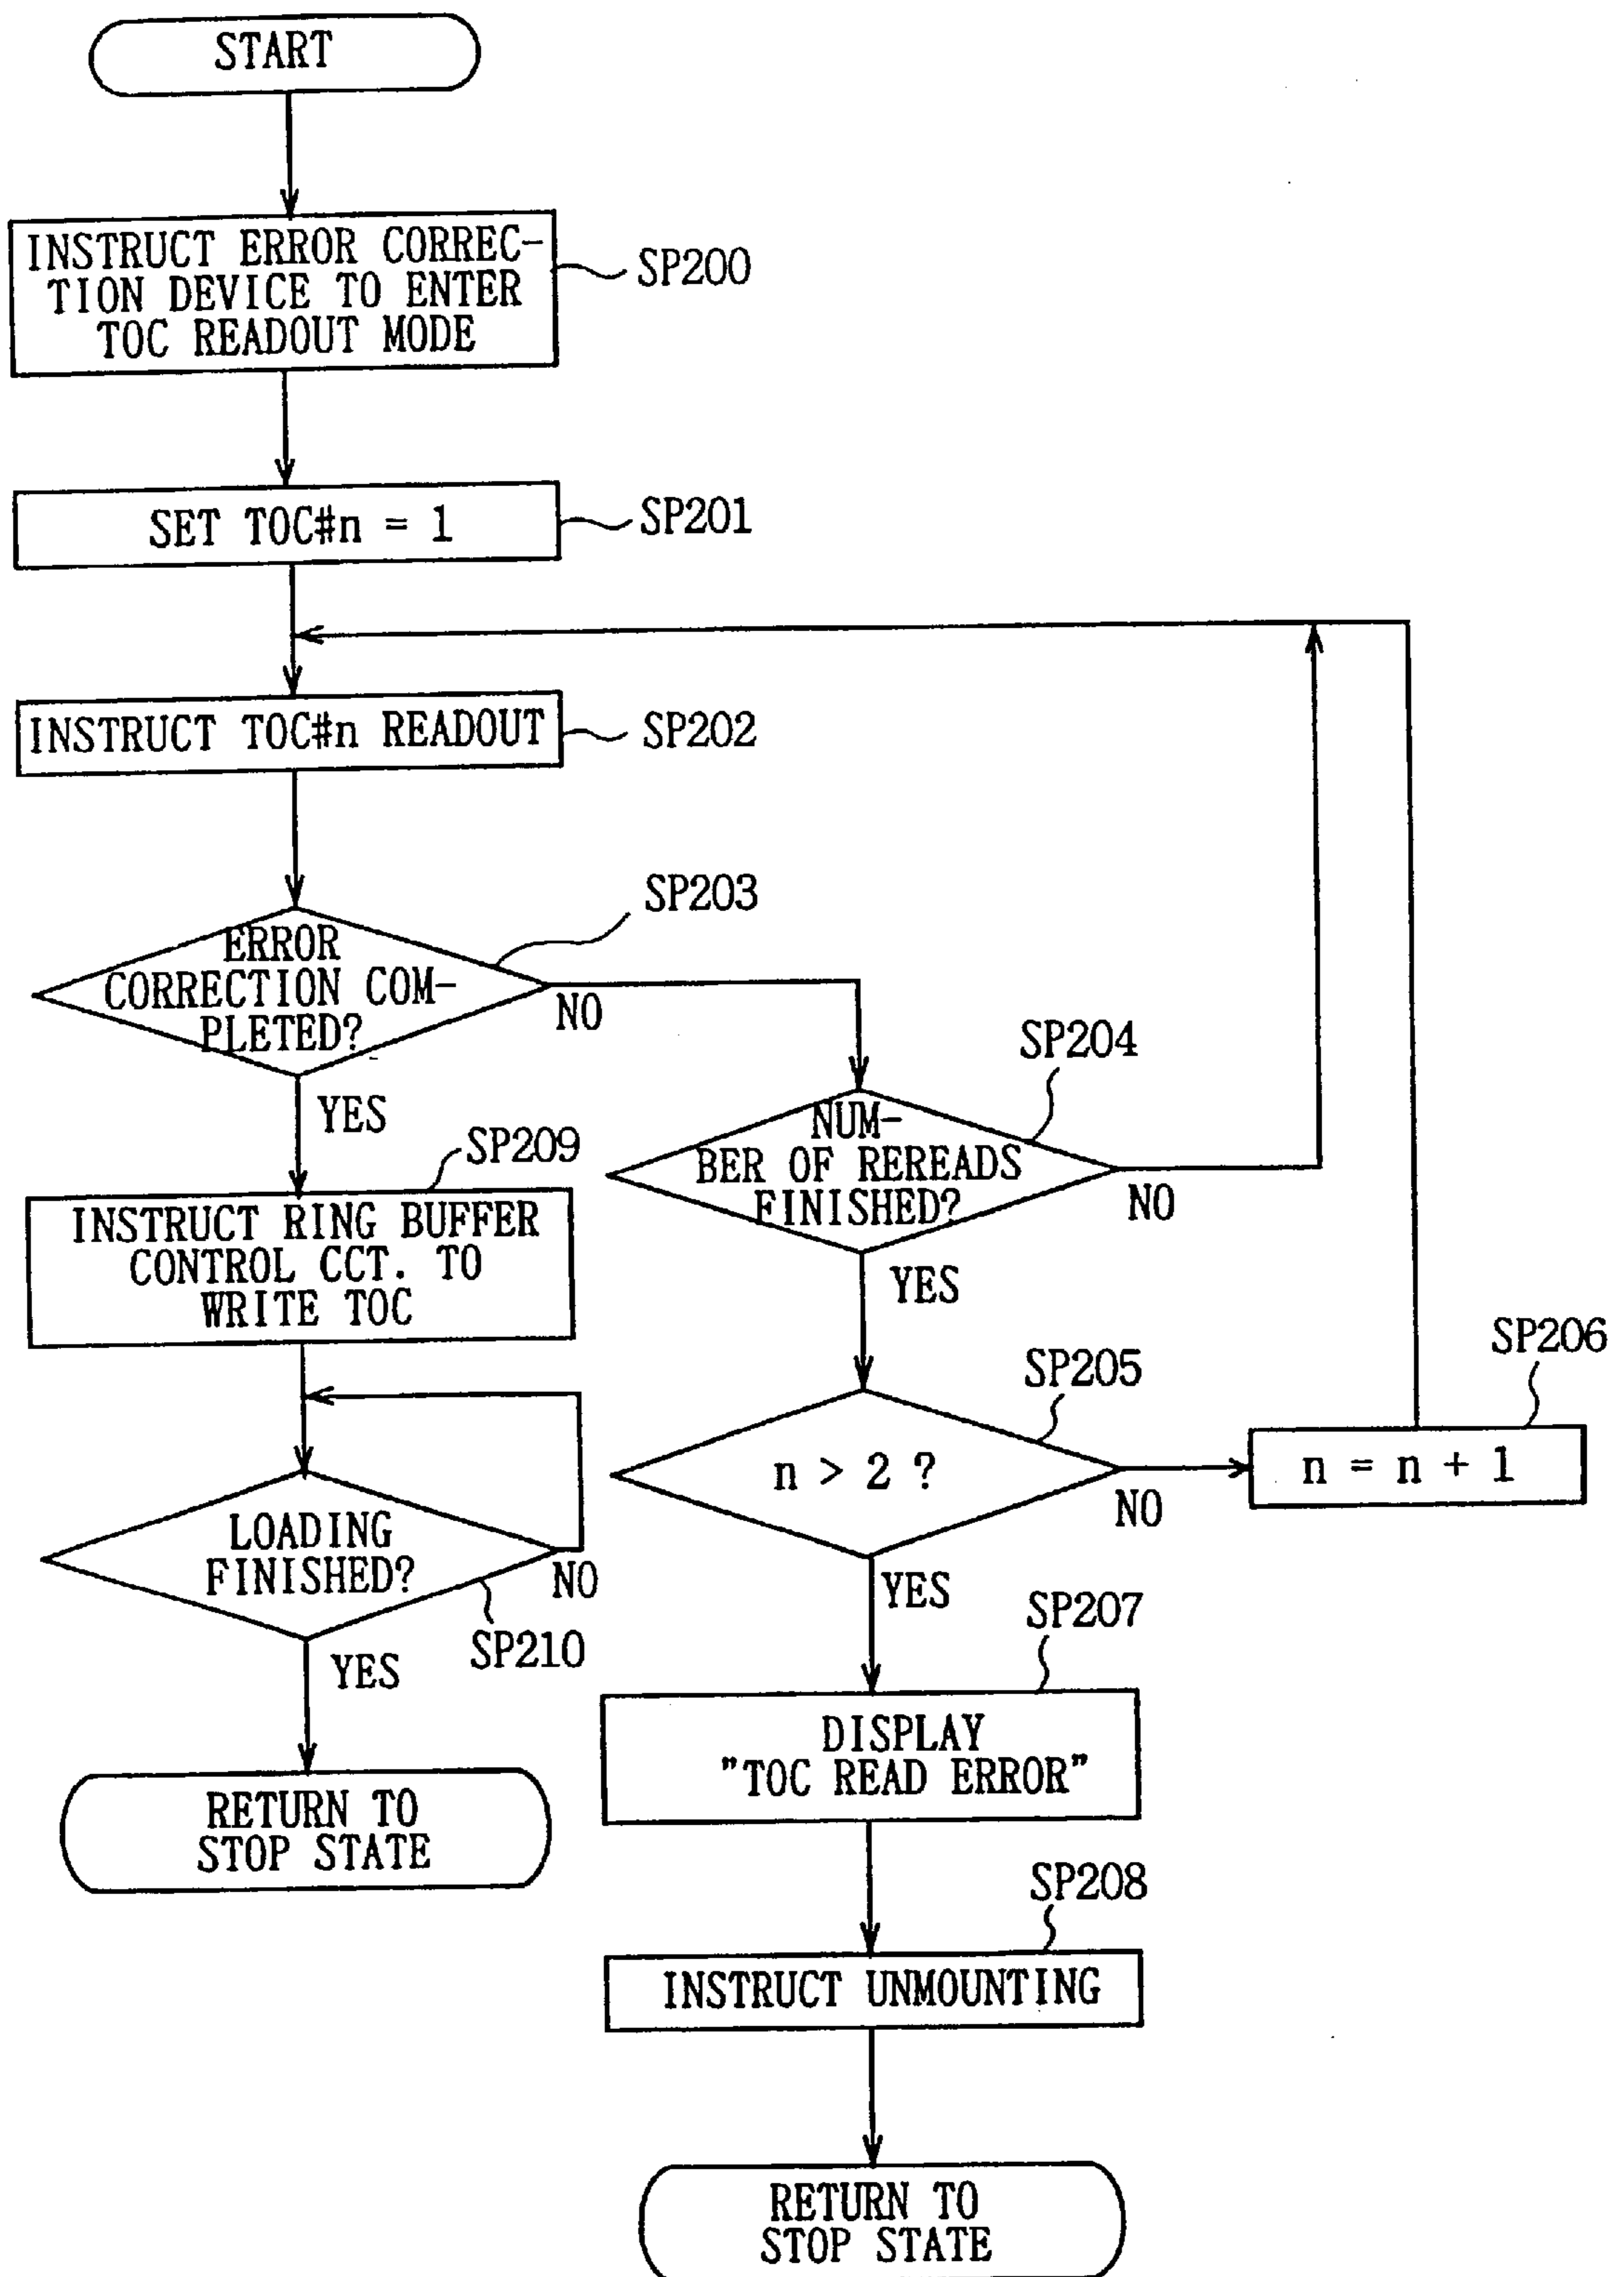 START
INSTRUCT ERROR CORREC-
TION DEVICE TO ENTER
TOC READOUT MODE
SP200
SET TOC#n = 1
SP201
INSTRUCT TOC#n READOUT
SP202
ERROR
CORRECTION COM-
PLETED?
SP203
NO
YES
NUM-
BER OF REREADS
FINISHED?
SP204
NO
YES
SP209
INSTRUCT RING BUFFER
CONTROL CCT. TO
WRITE TOC
n > 2 ?
SP205
NO
YES
SP206
n = n + 1
LOADING
FINISHED?
NO
SP210
YES
RETURN TO
STOP STATE
SP207
DISPLAY
"TOC READ ERROR"
SP208
INSTRUCT UNMOUNTING
RETURN TO
STOP STATE